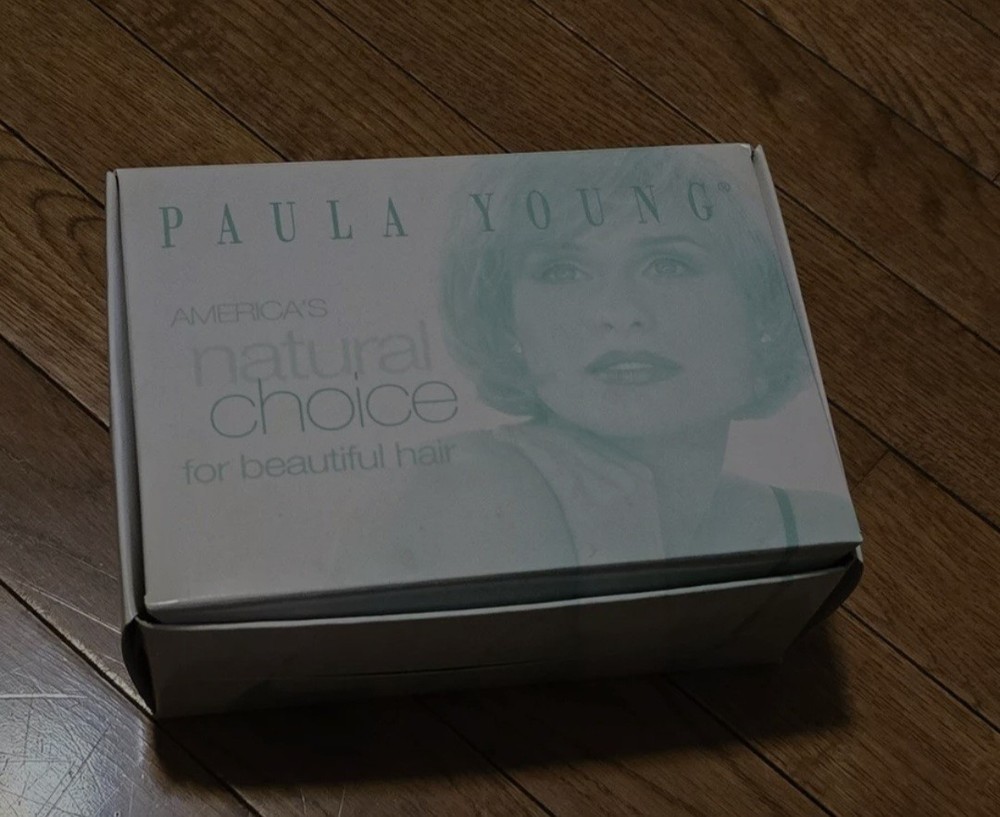 PAULA YOUNG®
AMERICA'S
natural
choice
for beautiful hair